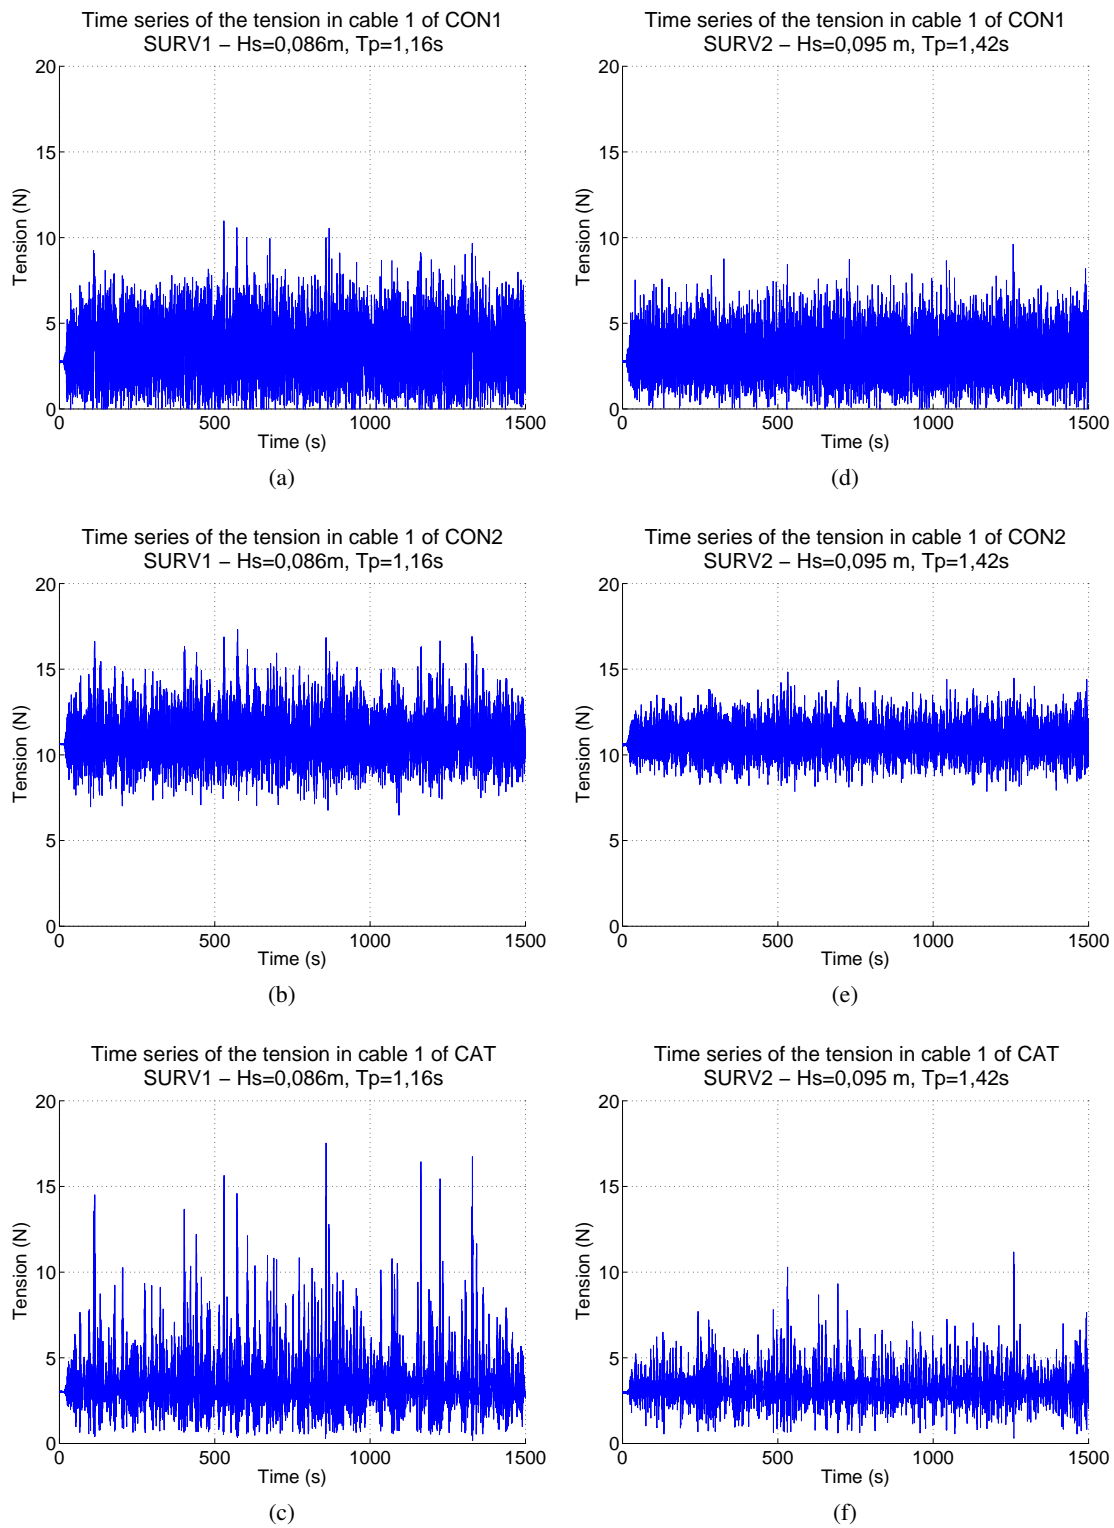 Time series of the tension in cable 1 of CON1
SURV1 − Hs=0,086m, Tp=1,16s
20
15
10
5
0
Tension (N)
0
500
1000
1500
Time (s)
(a)
Time series of the tension in cable 1 of CON1
SURV2 − Hs=0,095 m, Tp=1,42s
20
15
10
5
0
Tension (N)
0
500
1000
1500
Time (s)
(d)
Time series of the tension in cable 1 of CON2
SURV1 − Hs=0,086m, Tp=1,16s
20
15
10
5
0
Tension (N)
0
500
1000
1500
Time (s)
(b)
Time series of the tension in cable 1 of CON2
SURV2 − Hs=0,095 m, Tp=1,42s
20
15
10
5
0
Tension (N)
0
500
1000
1500
Time (s)
(e)
Time series of the tension in cable 1 of CAT
SURV1 − Hs=0,086m, Tp=1,16s
20
15
10
5
0
Tension (N)
0
500
1000
1500
Time (s)
(c)
Time series of the tension in cable 1 of CAT
SURV2 − Hs=0,095 m, Tp=1,42s
20
15
10
5
0
Tension (N)
0
500
1000
1500
Time (s)
(f)